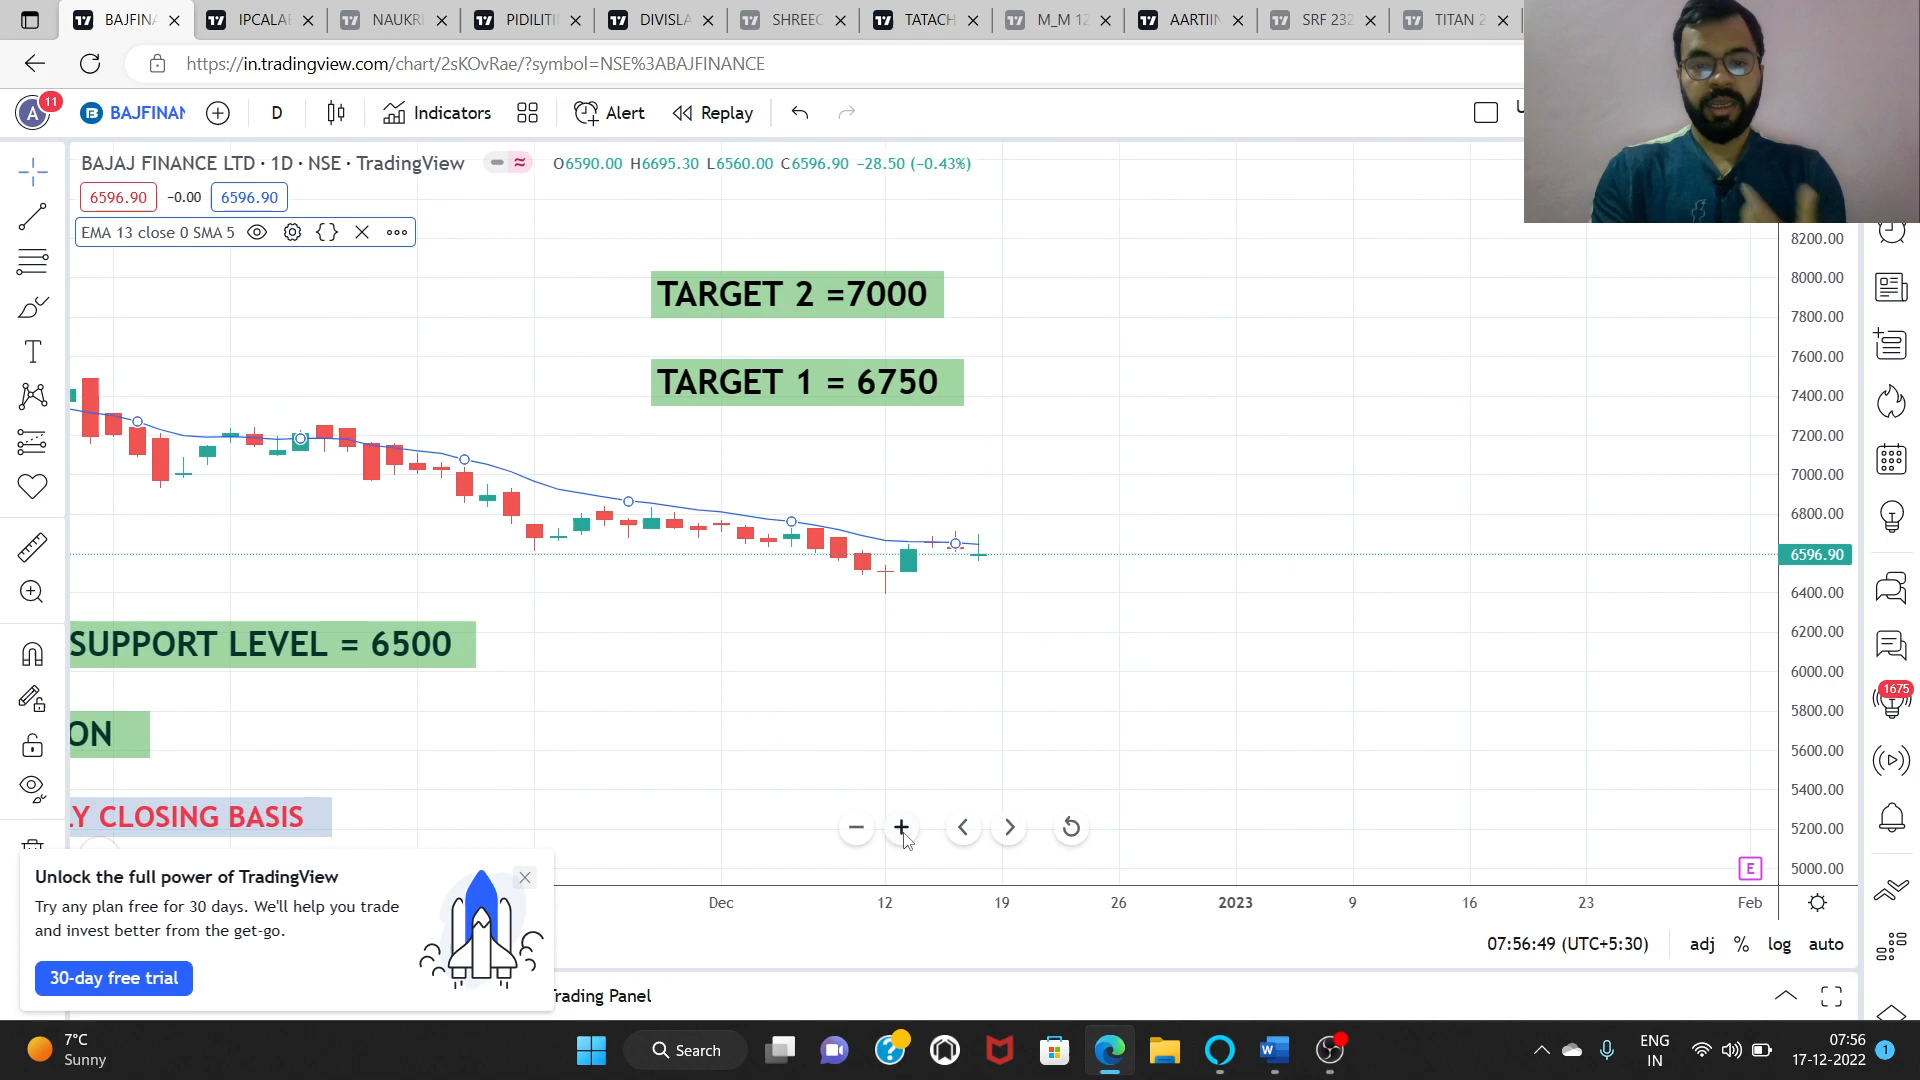 BAJFINA
IPCALAB
NAUKRI
PIDILITI
DIVISLA
SHREEC
TATACH
M_M 12
AARTIIN
SRF 232
TITAN 2
https://in.tradingview.com/chart/2sKOvRae/?symbol=NSE%3ABAJFINANCE
A
11
BAJFINAN
D
Indicators
Alert
Replay
BAJAJ FINANCE LTD · 1D · NSE · TradingView
O6590.00 H6695.30 L6560.00 C6596.90 −28.50 (−0.43%)
6596.90
−0.00
6596.90
EMA 13 close 0 SMA 5
TARGET 2 =7000
TARGET 1 = 6750
SUPPORT LEVEL = 6500
ON
LY CLOSING BASIS
8200.00
8000.00
7800.00
7600.00
7400.00
7200.00
7000.00
6800.00
6596.90
6400.00
6200.00
6000.00
5800.00
5600.00
5400.00
5200.00
5000.00
1675
E
Unlock the full power of TradingView
Try any plan free for 30 days. We'll help you trade
and invest better from the get-go.
30-day free trial
Dec
12
19
26
2023
9
16
23
Feb
07:56:49 (UTC+5:30)
adj
%
log
auto
Trading Panel
7°C
Sunny
Search
ENG
IN
07:56
17-12-2022
1